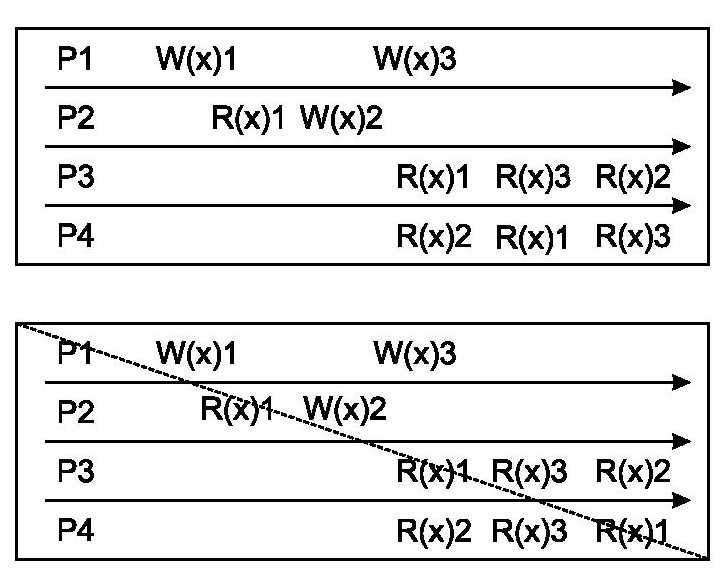 P1 W(x)1 W(x)3
P2 R(x)1 W(x)2
P3 R(x)1 R(x)3 R(x)2
P4 R(x)2 R(x)1 R(x)3
P1 W(x)1 W(x)3
P2 R(x)1 W(x)2
P3 R(x)1 R(x)3 R(x)2
P4 R(x)2 R(x)3 R(x)1